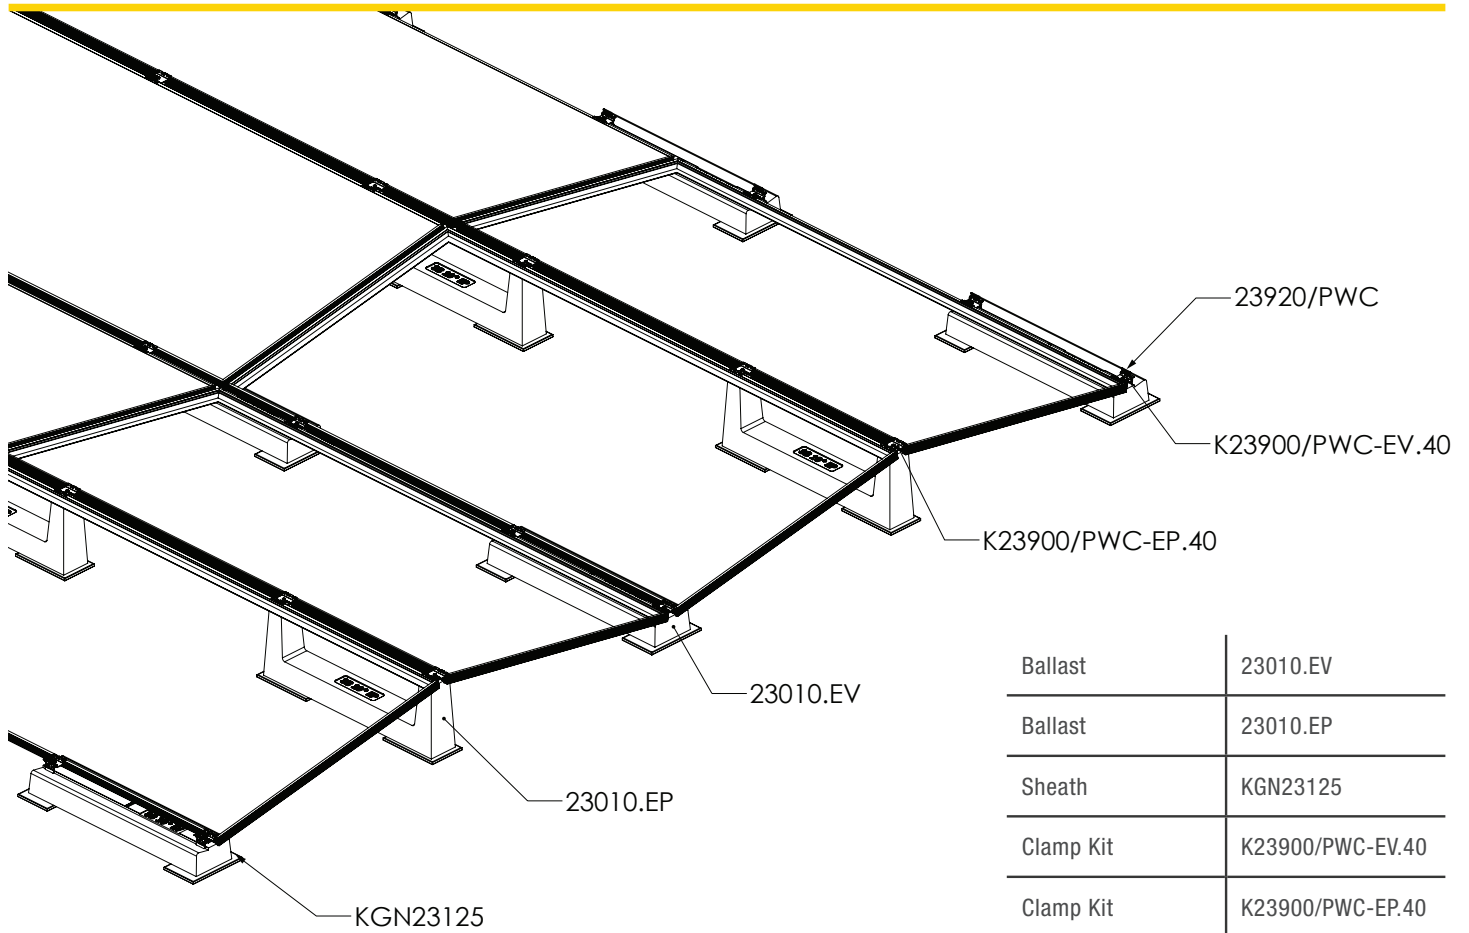 23920/PWC
K23900/PWC-EV.40
K23900/PWC-EP.40
23010.EV
23010.EP
KGN23125
Ballast 23010.EV
Ballast 23010.EP
Sheath KGN23125
Clamp Kit K23900/PWC-EV.40
Clamp Kit K23900/PWC-EP.40